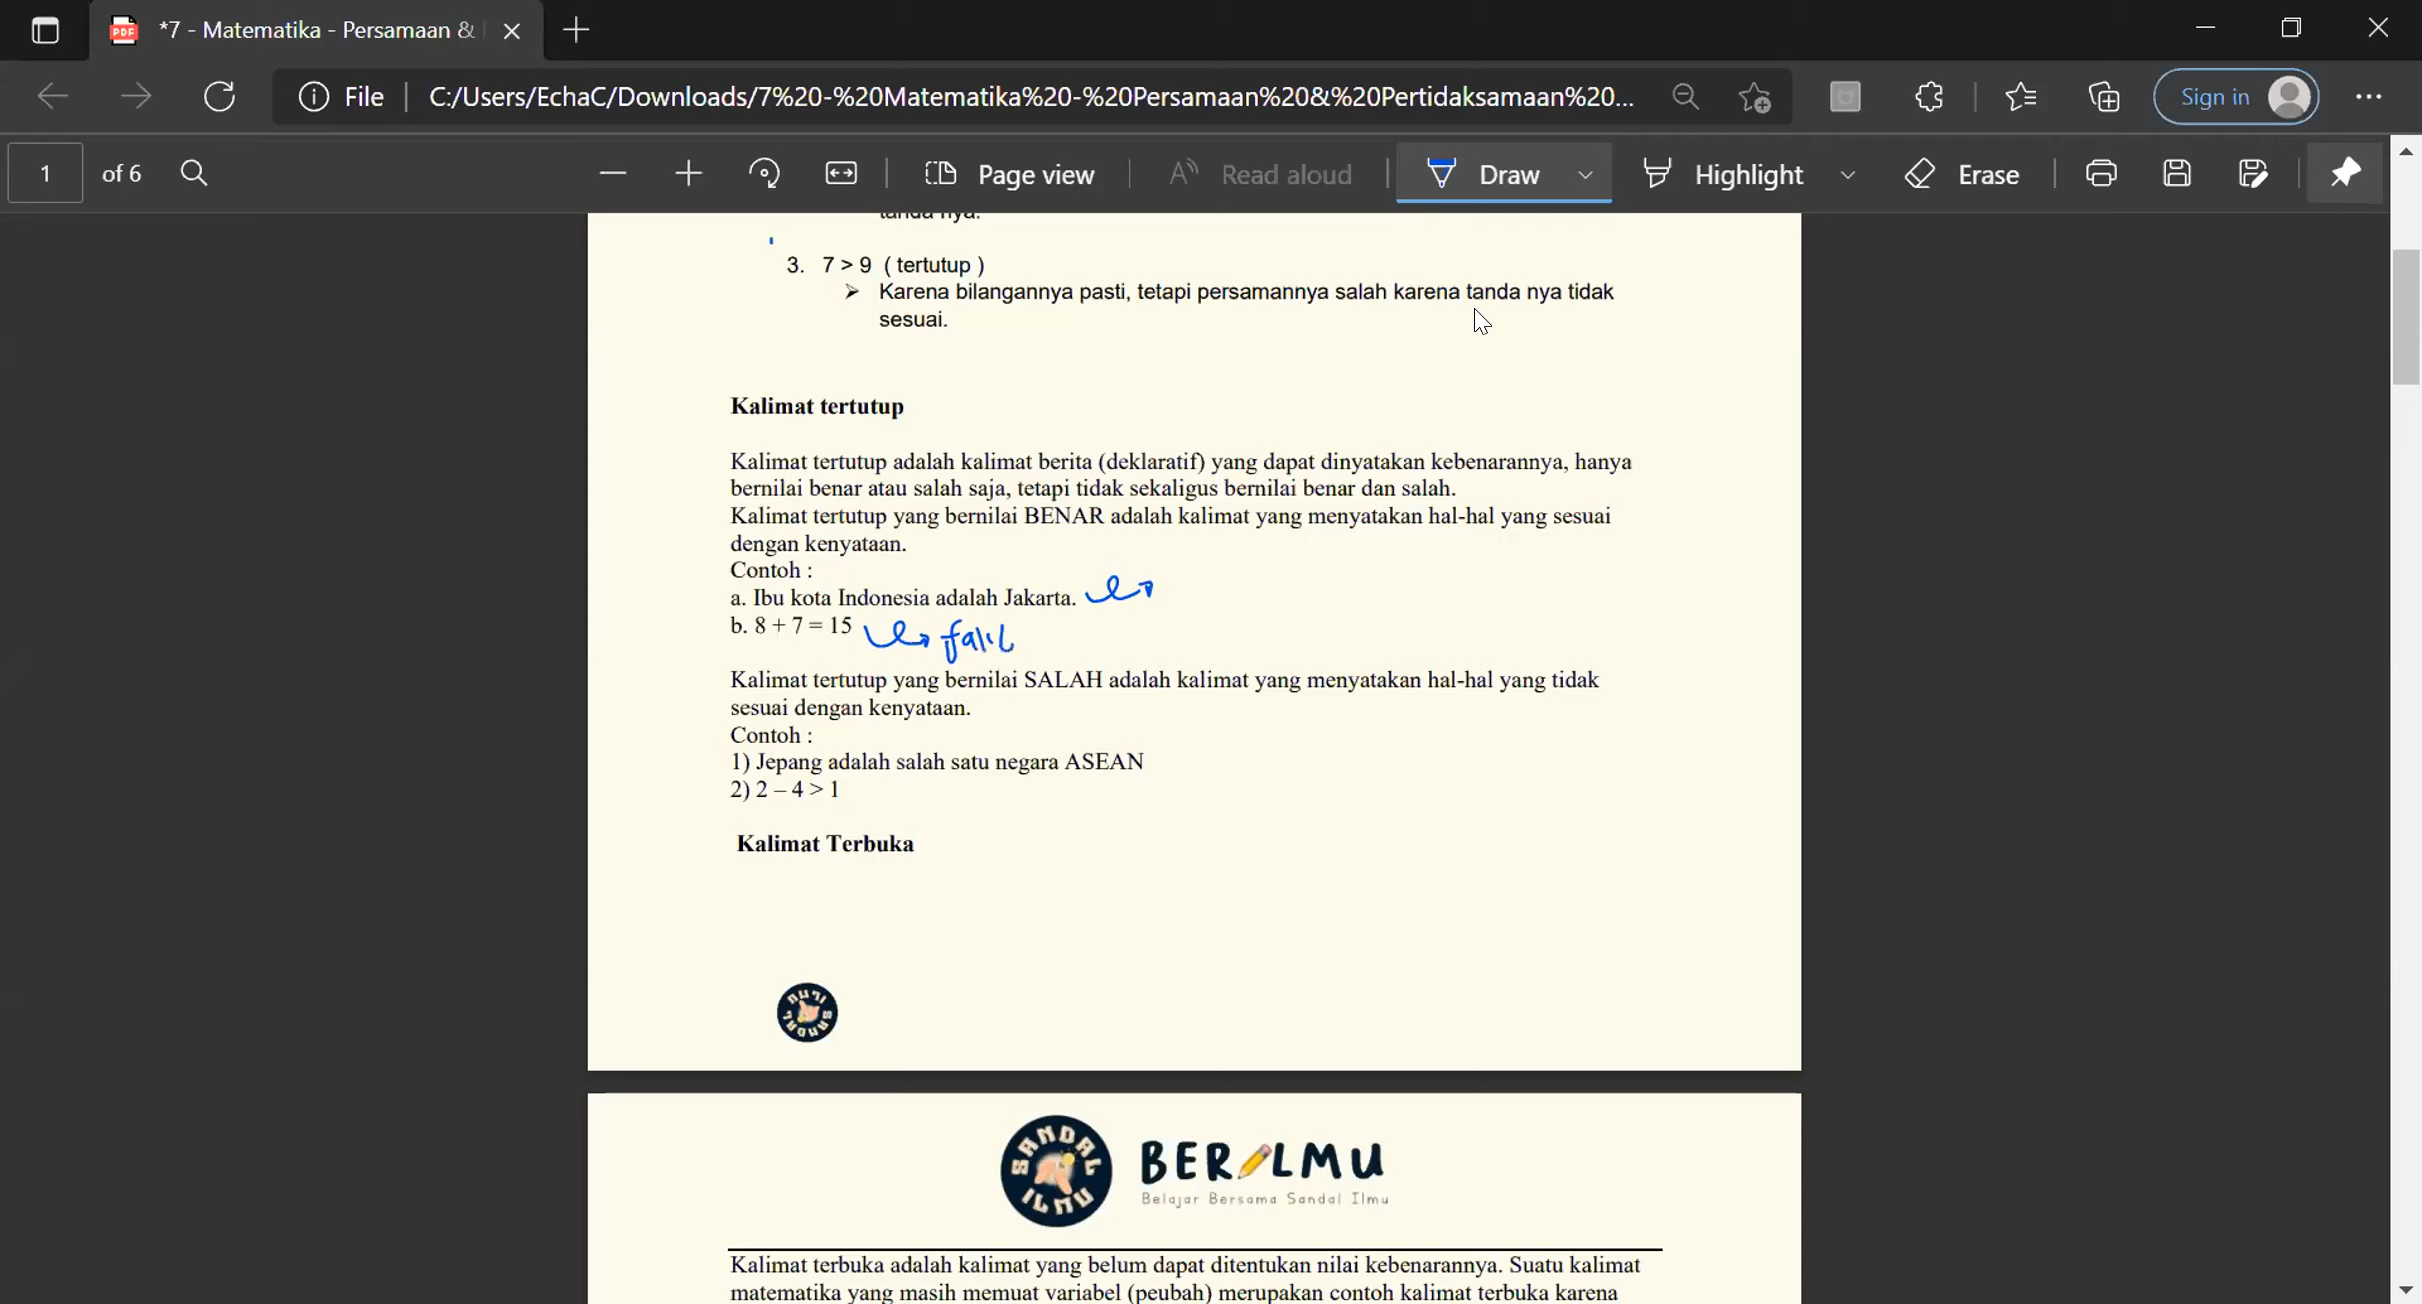 *7 - Matematika - Persamaan &
File
C:/Users/EchaC/Downloads/7%20-%20Matematika%20-%20Persamaan%20&%20Pertidaksamaan%20...
Sign in
1 of 6
Page view
Read aloud
Draw
Highlight
Erase
tanda nya.
3. 7 > 9 ( tertutup )
➢ Karena bilangannya pasti, tetapi persamannya salah karena tanda nya tidak
sesuai.
Kalimat tertutup
Kalimat tertutup adalah kalimat berita (deklaratif) yang dapat dinyatakan kebenarannya, hanya
bernilai benar atau salah saja, tetapi tidak sekaligus bernilai benar dan salah.
Kalimat tertutup yang bernilai BENAR adalah kalimat yang menyatakan hal-hal yang sesuai
dengan kenyataan.
Contoh :
a. Ibu kota Indonesia adalah Jakarta.
b. 8 + 7 = 15
Kalimat tertutup yang bernilai SALAH adalah kalimat yang menyatakan hal-hal yang tidak
sesuai dengan kenyataan.
Contoh :
1) Jepang adalah salah satu negara ASEAN
2) 2 – 4 > 1
Kalimat Terbuka
SANDAL ILMU
SANDAL ILMU
BERILMU
Belajar Bersama Sandal Ilmu
Kalimat terbuka adalah kalimat yang belum dapat ditentukan nilai kebenarannya. Suatu kalimat
matematika yang masih memuat variabel (peubah) merupakan contoh kalimat terbuka karena